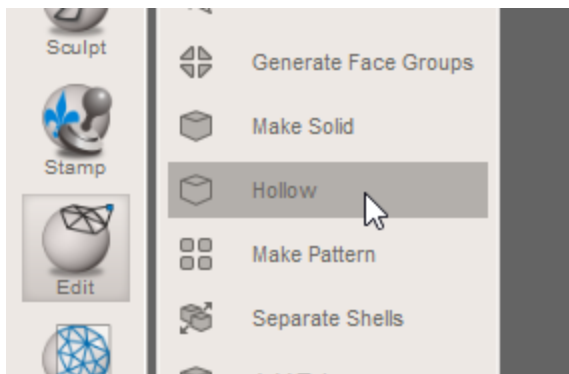 Sculpt
Stamp
Edit
Generate Face Groups
Make Solid
Hollow
Make Pattern
Separate Shells